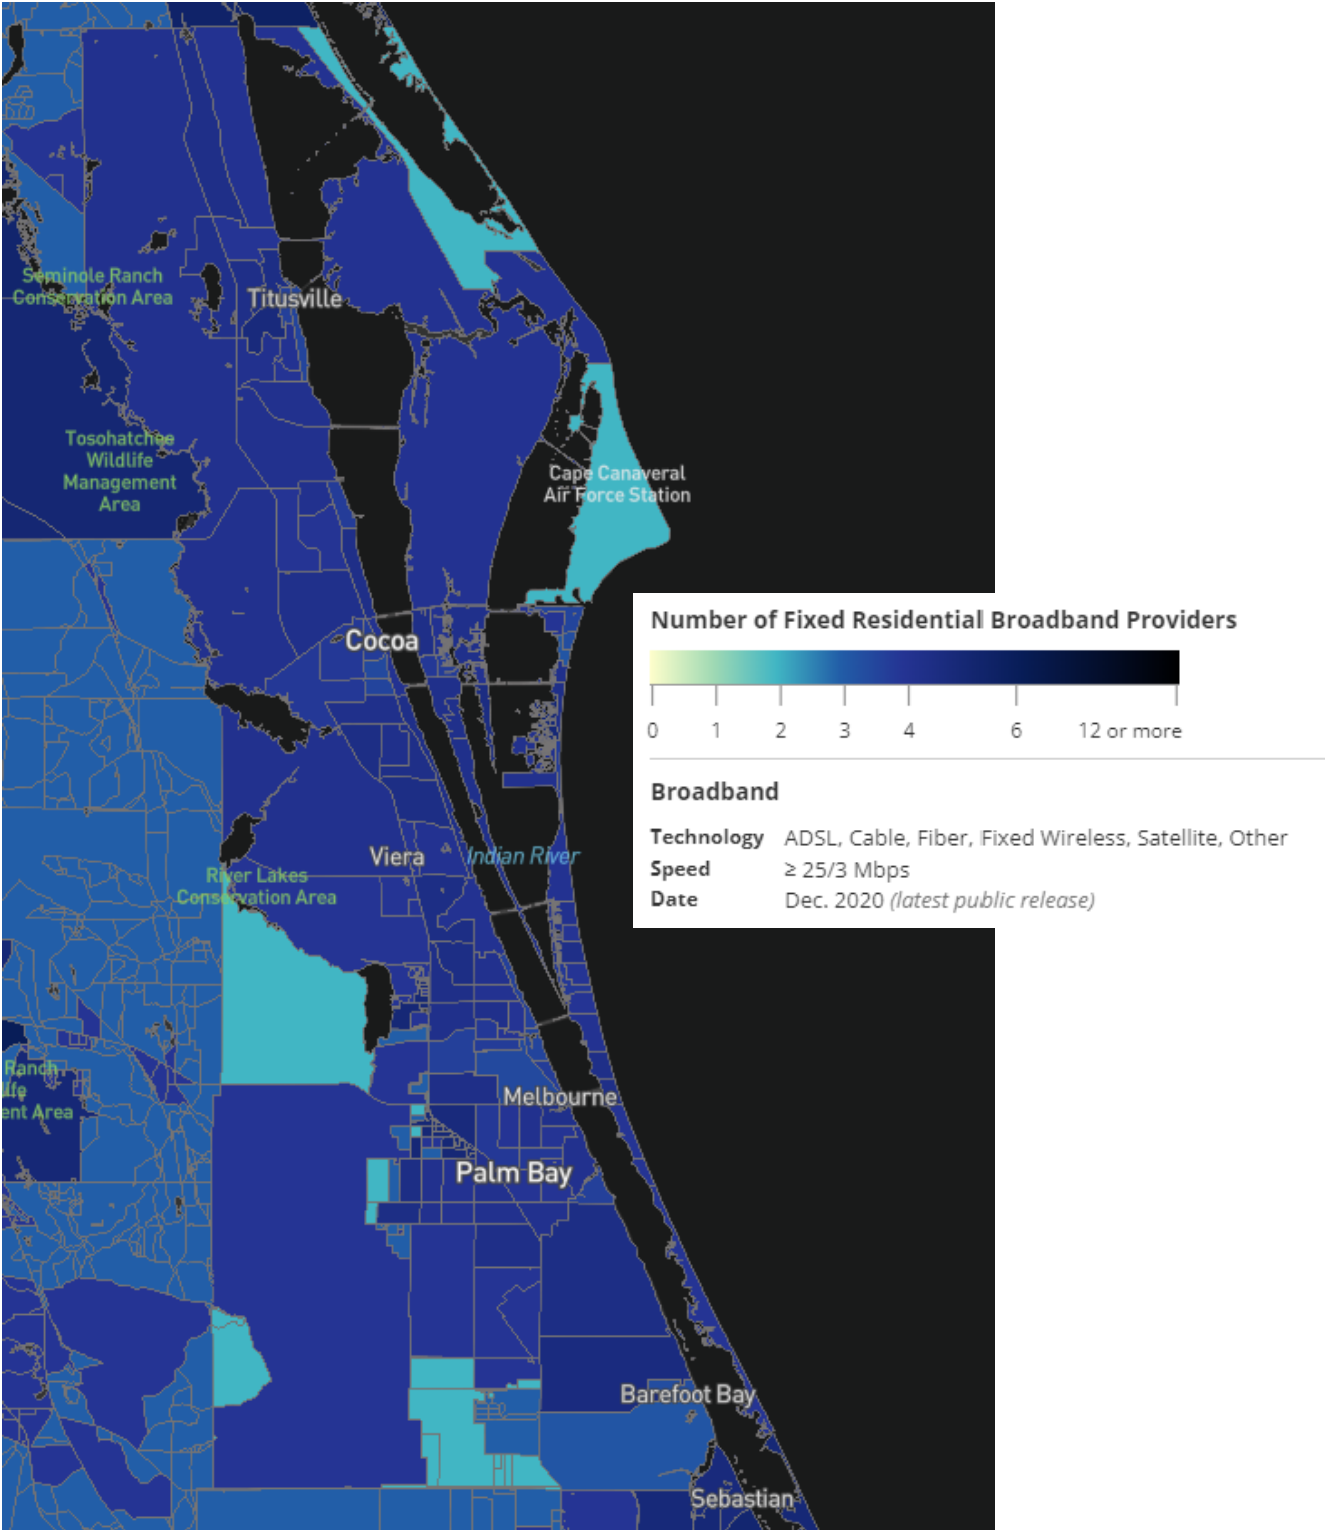 Seminole Ranch
Conservation Area
Titusville
Tosohatchee
Wildlife
Management
Area
Cape Canaveral
Air Force Station
Cocoa
Number of Fixed Residential Broadband Providers
0 1 2 3 4 6 12 or more
Broadband
Technology ADSL, Cable, Fiber, Fixed Wireless, Satellite, Other
Speed ≥ 25/3 Mbps
Date Dec. 2020 (latest public release)
Viera
Indian River
River Lakes
Conservation Area
Ranch
life
ent Area
Melbourne
Palm Bay
Barefoot Bay
Sebastian